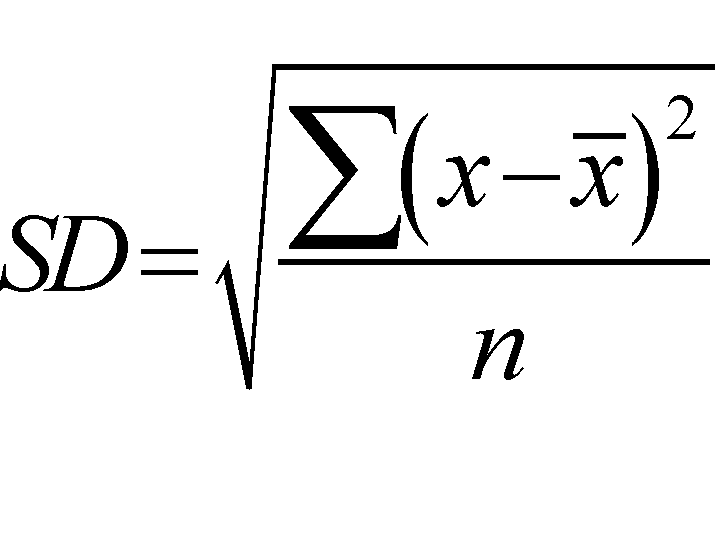 SD = √(∑(x − x̄)² / n)